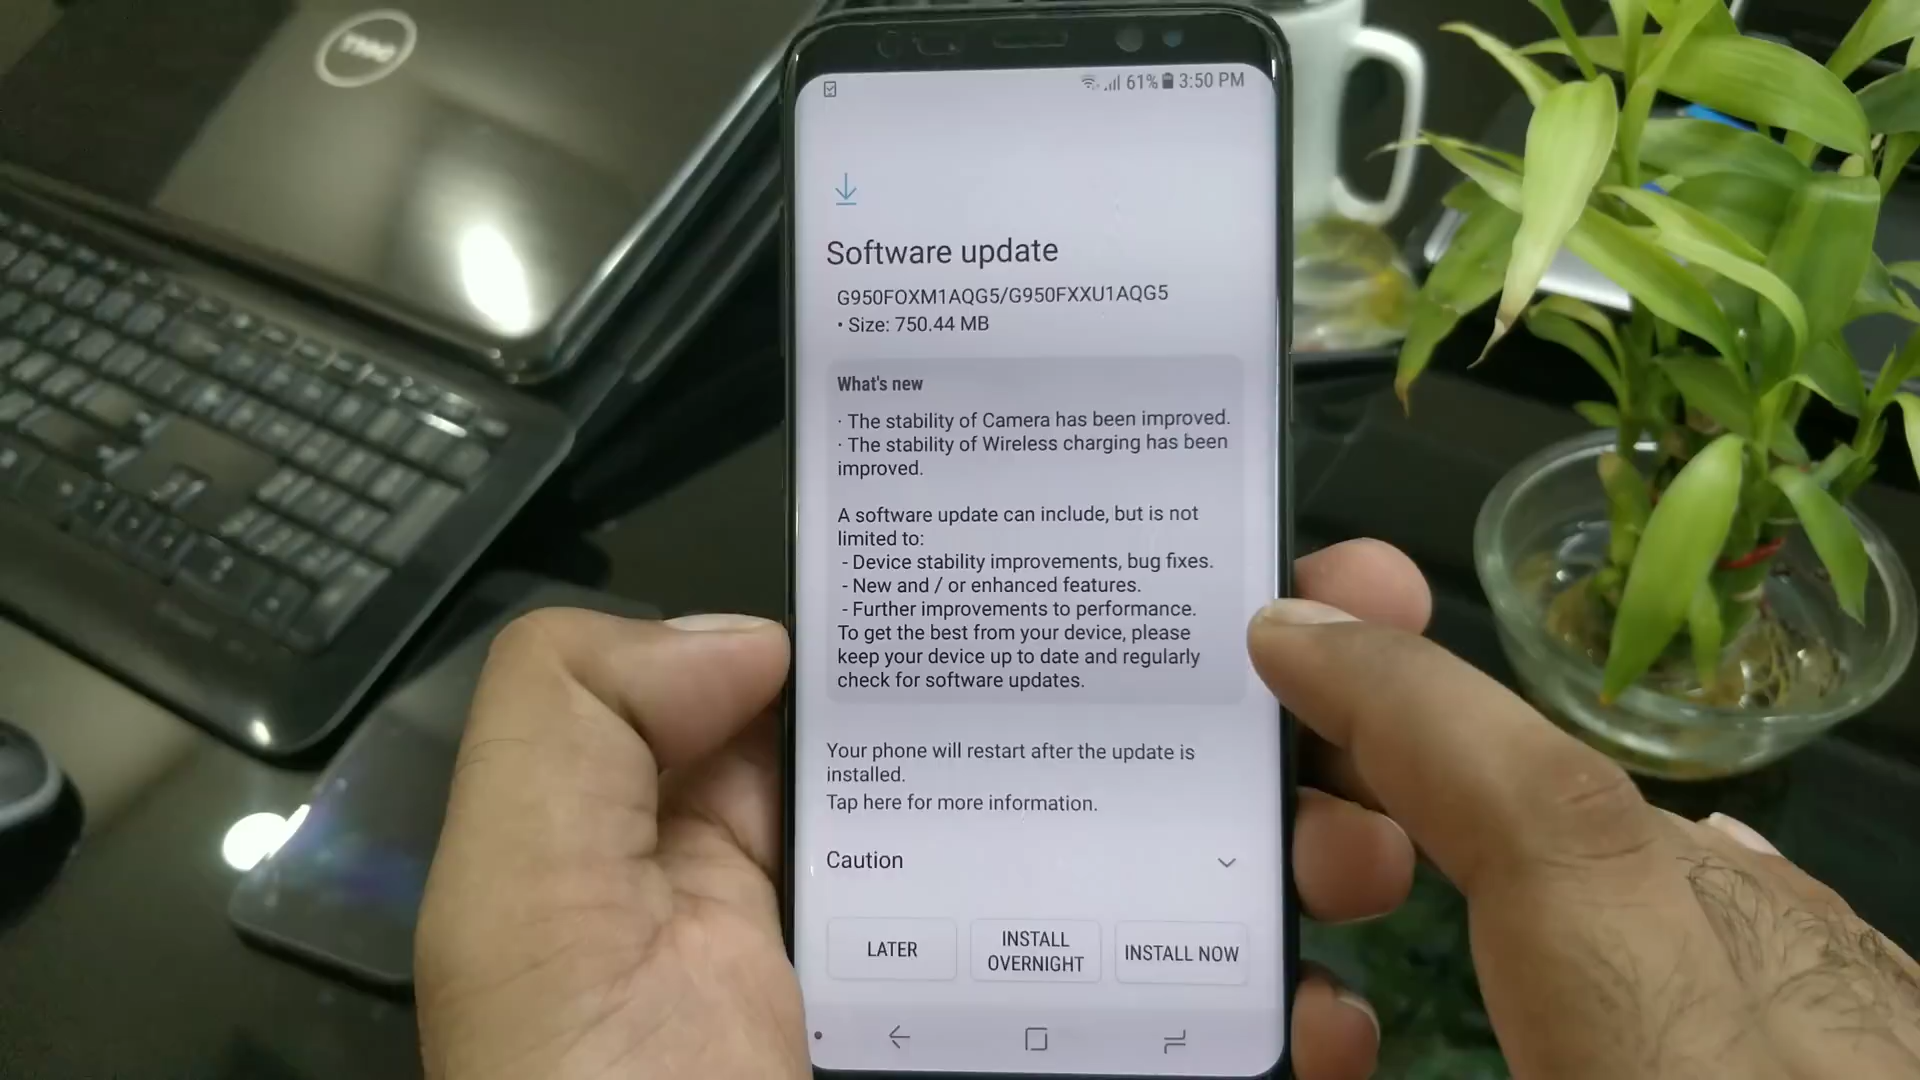 DELL
61% 3:50 PM
Software update
G950FOXM1AQG5/G950FXXU1AQG5
• Size: 750.44 MB
What's new
· The stability of Camera has been improved.
· The stability of Wireless charging has been
improved.
A software update can include, but is not
limited to:
- Device stability improvements, bug fixes.
- New and / or enhanced features.
- Further improvements to performance.
To get the best from your device, please
keep your device up to date and regularly
check for software updates.
Your phone will restart after the update is
installed.
Tap here for more information.
Caution
LATER
INSTALL
OVERNIGHT
INSTALL NOW